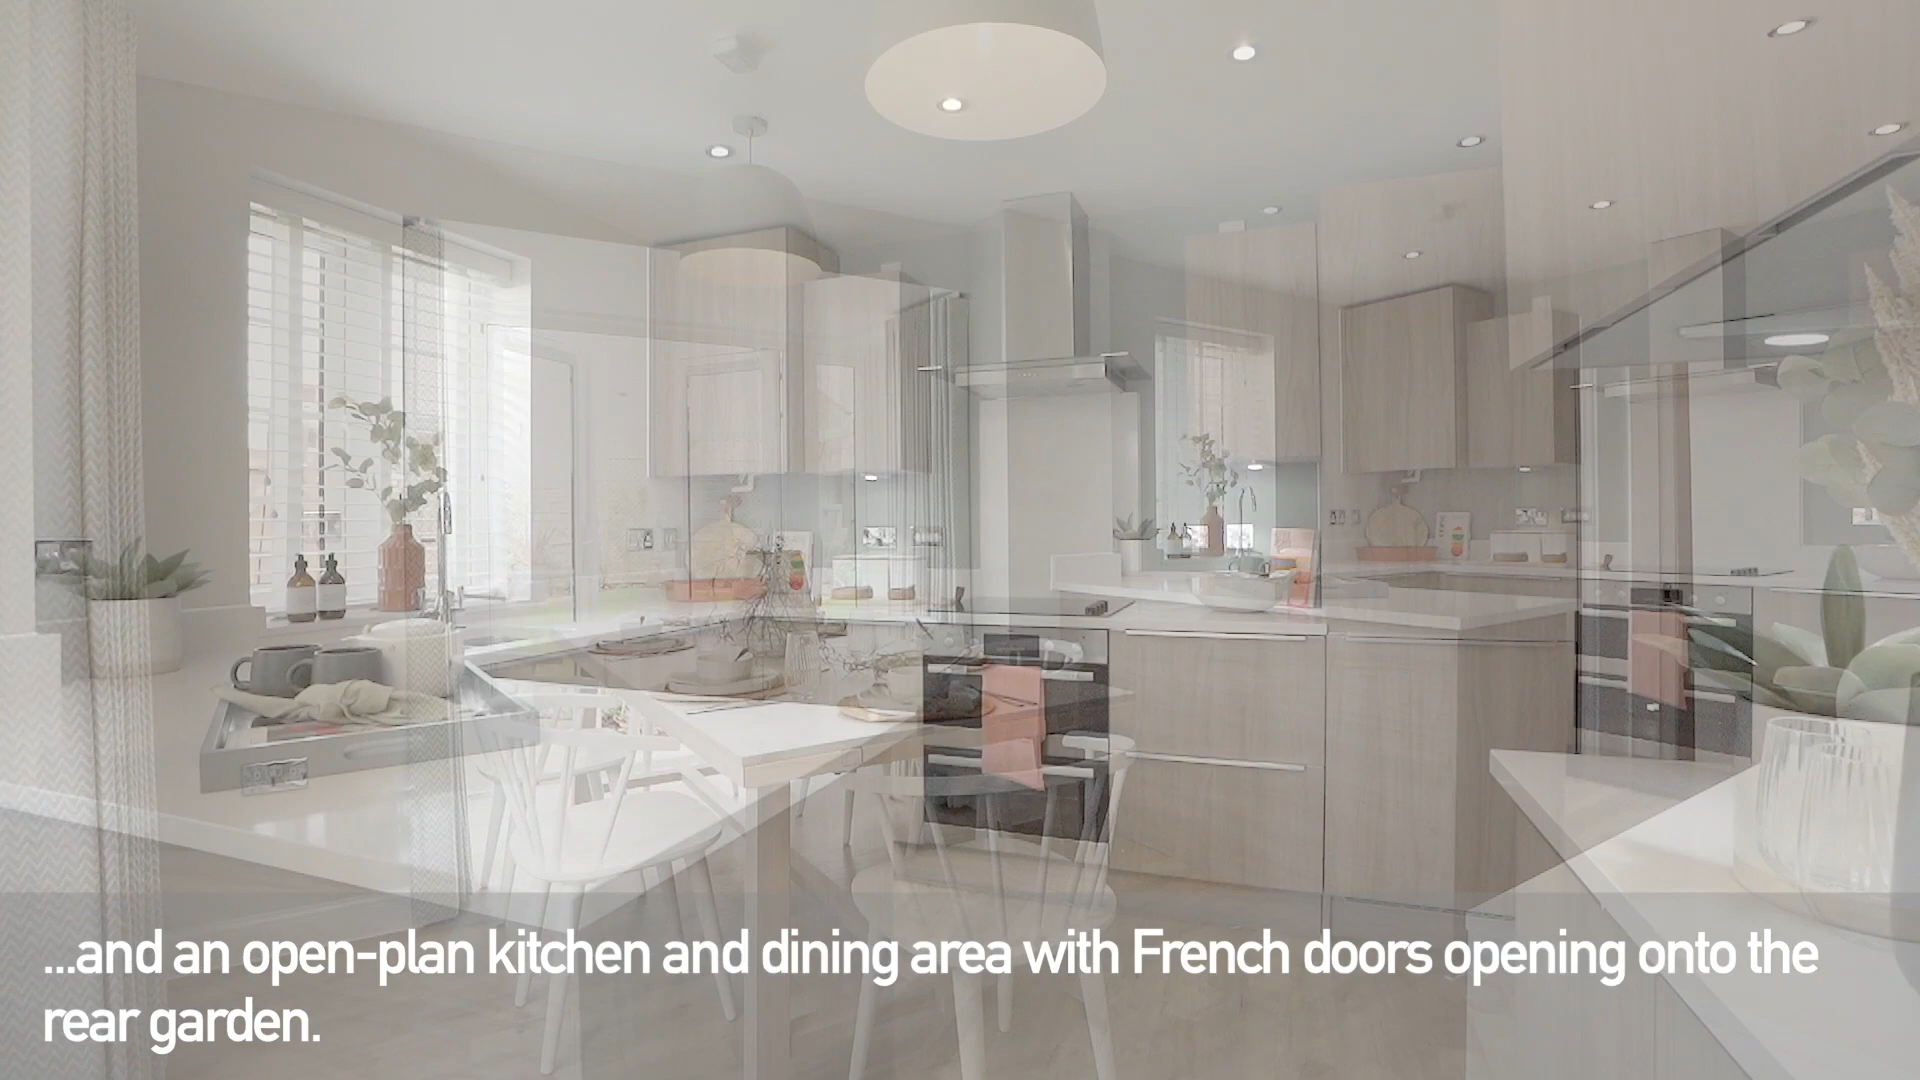 ...and an open-plan kitchen and dining area with French doors opening onto the
rear garden.